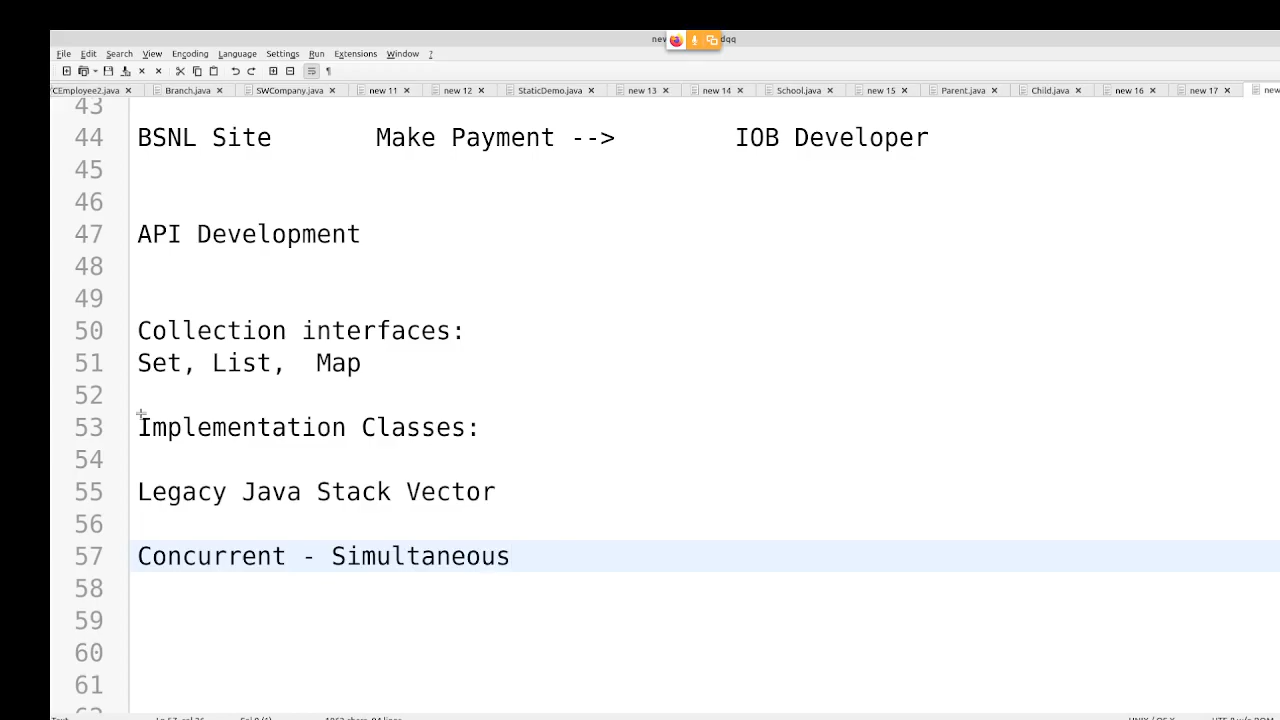 new dqq
File Edit Search View Encoding Language Settings Run Extensions Window ?
CEmployee2.java Branch.java SWCompany.java new 11 new 12 StaticDemo.java new 13 new 14 School.java new 15 Parent.java Child.java new 16 new 17 new
43
44 BSNL Site Make Payment --> IOB Developer
45
46
47 API Development
48
49
50 Collection interfaces:
51 Set, List, Map
52
53 Implementation Classes:
54
55 Legacy Java Stack Vector
56
57 Concurrent - Simultaneous
58
59
60
61